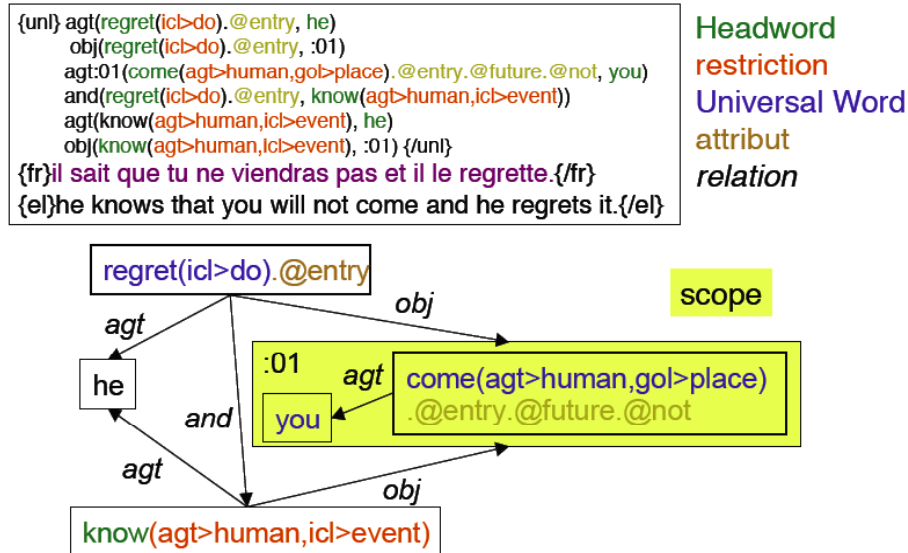 {unl} agt(regret(icl>do).@entry, he)
obj(regret(icl>do).@entry, :01)
agt:01(come(agt>human,gol>place).@entry.@future.@not, you)
and(regret(icl>do).@entry, know(agt>human,icl>event))
agt(know(agt>human,icl>event), he)
obj(know(agt>human,icl>event), :01) {/unl}
{fr}il sait que tu ne viendras pas et il le regrette.{/fr}
{el}he knows that you will not come and he regrets it.{/el}
Headword
restriction
Universal Word
attribut
relation
regret(icl>do).@entry
scope
obj
agt
:01
agt
come(agt>human,gol>place)
.@entry.@future.@not
he
you
and
agt
obj
know(agt>human,icl>event)